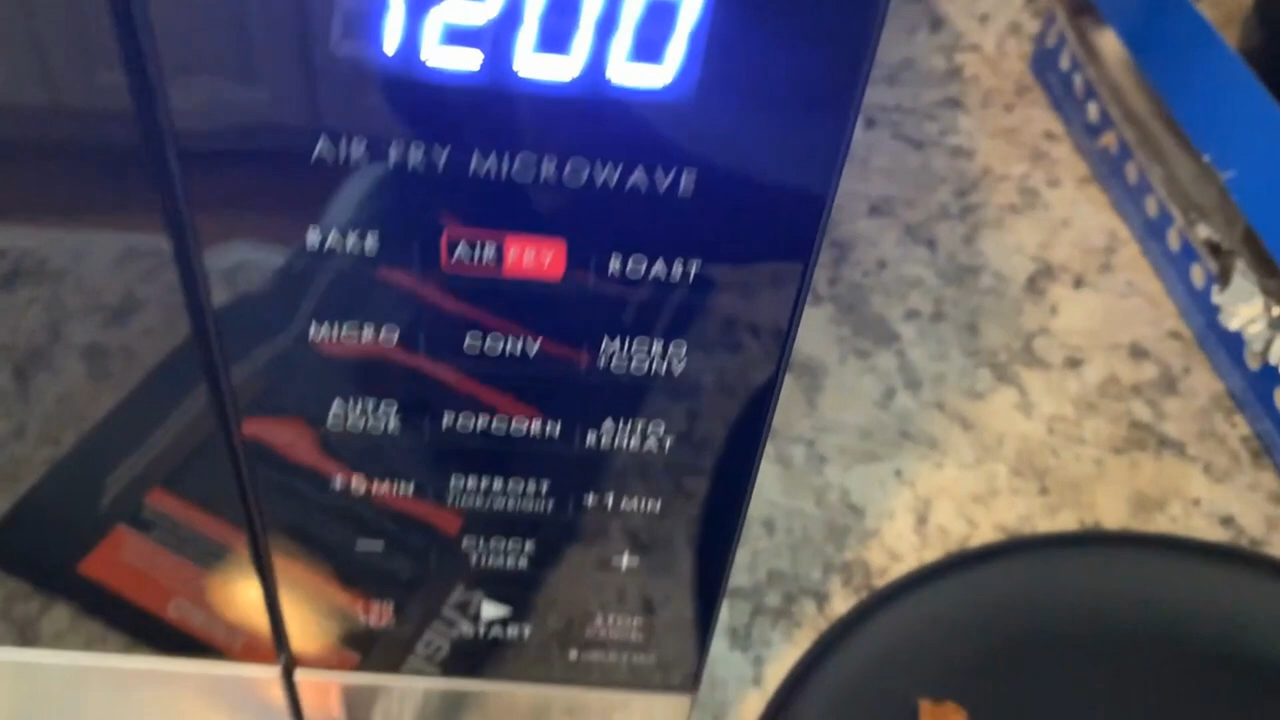 1200
AIR FRY MICROWAVE
BAKE AIR FRY ROAST
MICRO CONV MICRO
+CONV
AUTO
COOK POPCORN AUTO
REHEAT
DEFROST
TIME/WEIGHT
+1 MIN
- CLOCK
TIMER +
START STOP